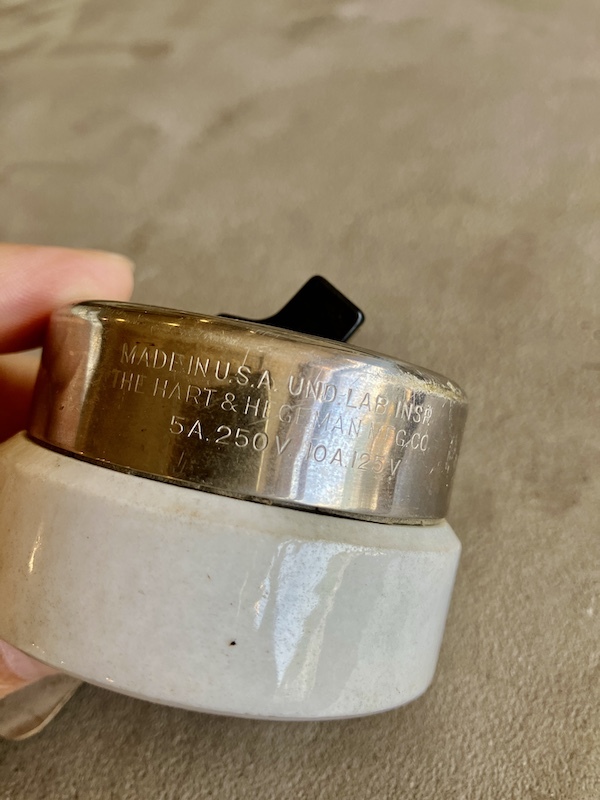 MADE IN U.S.A. UND. LAB. INSP.
THE HART & HEGEMAN MFG. CO.
5A. 250V 10A 125V